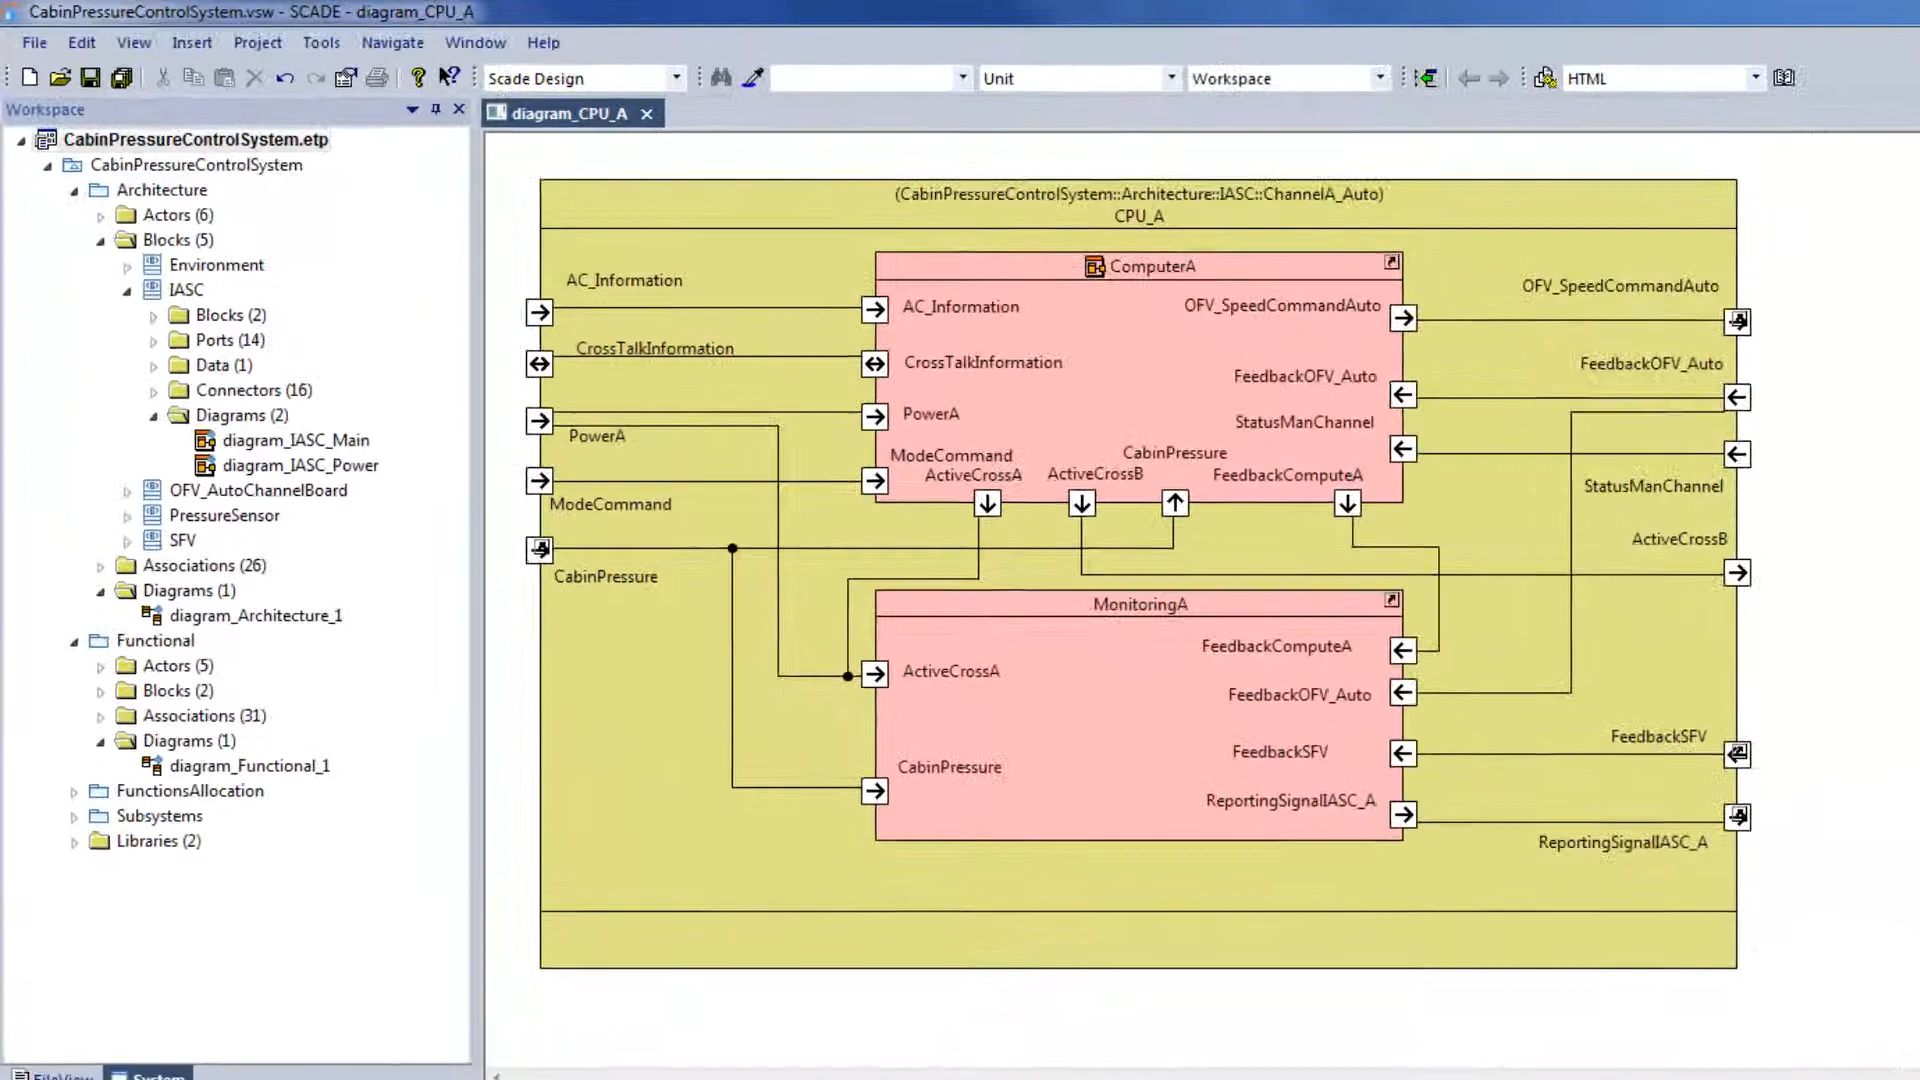 CabinPressureControlSystem.vsw - SCADE - diagram_CPU_A
File Edit View Insert Project Tools Navigate Window Help
Scade Design Unit Workspace HTML
Workspace
diagram_CPU_A
CabinPressureControlSystem.etp
CabinPressureControlSystem
Architecture
Actors (6)
Blocks (5)
Environment
IASC
Blocks (2)
Ports (14)
Data (1)
Connectors (16)
Diagrams (2)
diagram_IASC_Main
diagram_IASC_Power
OFV_AutoChannelBoard
PressureSensor
SFV
Associations (26)
Diagrams (1)
diagram_Architecture_1
Functional
Actors (5)
Blocks (2)
Associations (31)
Diagrams (1)
diagram_Functional_1
FunctionsAllocation
Subsystems
Libraries (2)
FileView System
(CabinPressureControlSystem::Architecture::IASC::ChannelA_Auto)
CPU_A
AC_Information
CrossTalkInformation
PowerA
ModeCommand
CabinPressure
ComputerA
AC_Information
CrossTalkInformation
PowerA
ModeCommand
OFV_SpeedCommandAuto
FeedbackOFV_Auto
StatusManChannel
ActiveCrossA
ActiveCrossB
CabinPressure
FeedbackComputeA
MonitoringA
ActiveCrossA
CabinPressure
FeedbackComputeA
FeedbackOFV_Auto
FeedbackSFV
ReportingSignalIASC_A
OFV_SpeedCommandAuto
FeedbackOFV_Auto
StatusManChannel
ActiveCrossB
FeedbackSFV
ReportingSignalIASC_A